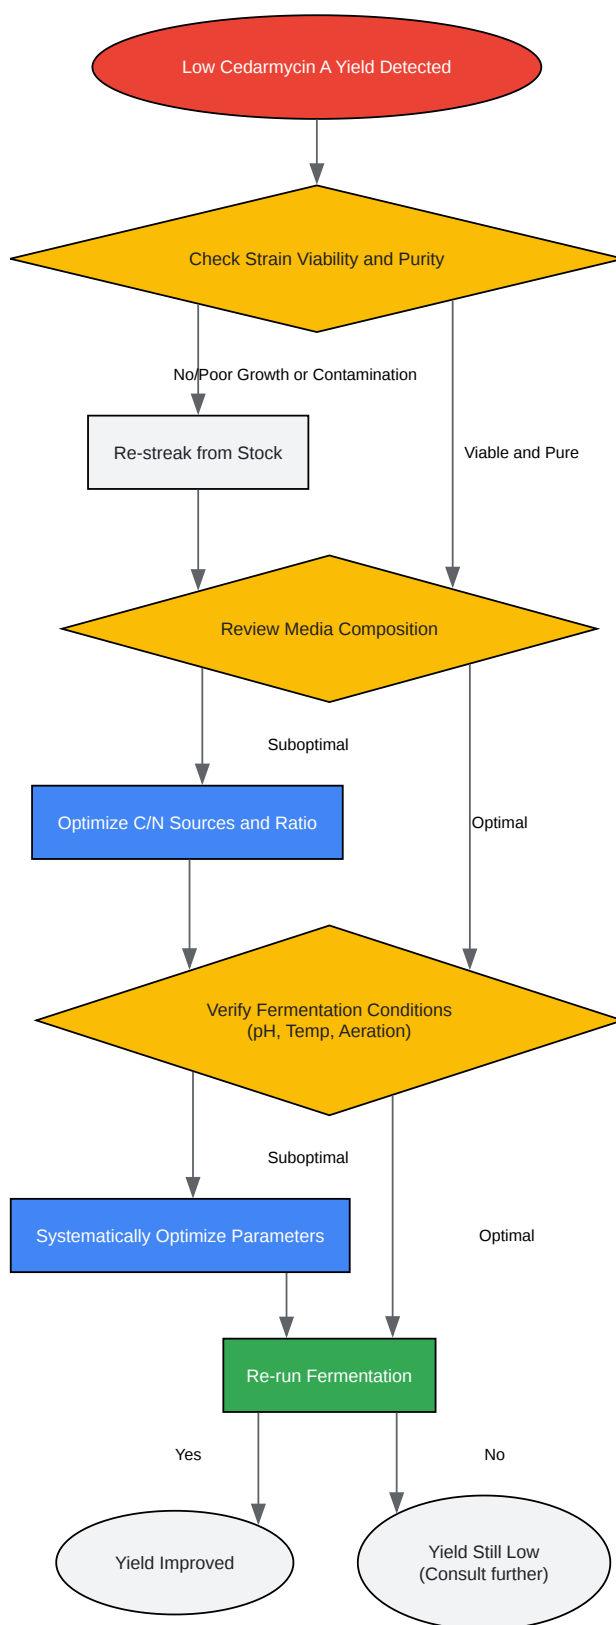 Low Cedarmycin A Yield Detected
Check Strain Viability and Purity
No/Poor Growth or Contamination
Re-streak from Stock
Viable and Pure
Review Media Composition
Suboptimal
Optimize C/N Sources and Ratio
Optimal
Verify Fermentation Conditions
(pH, Temp, Aeration)
Suboptimal
Systematically Optimize Parameters
Optimal
Re-run Fermentation
Yes
No
Yield Improved
Yield Still Low
(Consult further)